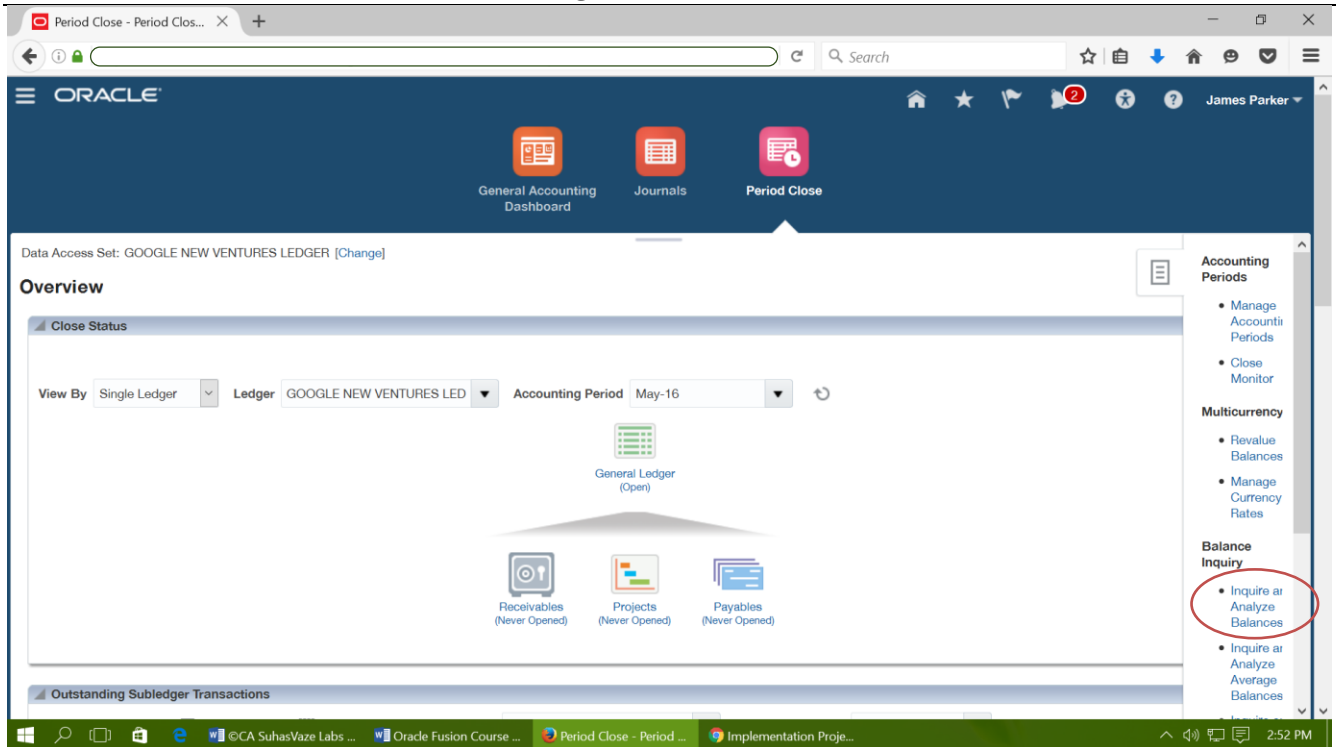 Period Close - Period Clos...
Search
ORACLE
2
James Parker
General Accounting
Dashboard
Journals
Period Close
Data Access Set: GOOGLE NEW VENTURES LEDGER [Change]
Overview
Close Status
View By Single Ledger Ledger GOOGLE NEW VENTURES LED Accounting Period May-16
General Ledger
(Open)
Receivables
(Never Opened)
Projects
(Never Opened)
Payables
(Never Opened)
Outstanding Subledger Transactions
Accounting
Periods
Manage
Accountin
Periods
Close
Monitor
Multicurrency
Revalue
Balances
Manage
Currency
Rates
Balance
Inquiry
Inquire ar
Analyze
Balances
Inquire ar
Analyze
Average
Balances
©CA SuhasVaze Labs ...
Oracle Fusion Course ...
Period Close - Period ...
Implementation Proje...
2:52 PM